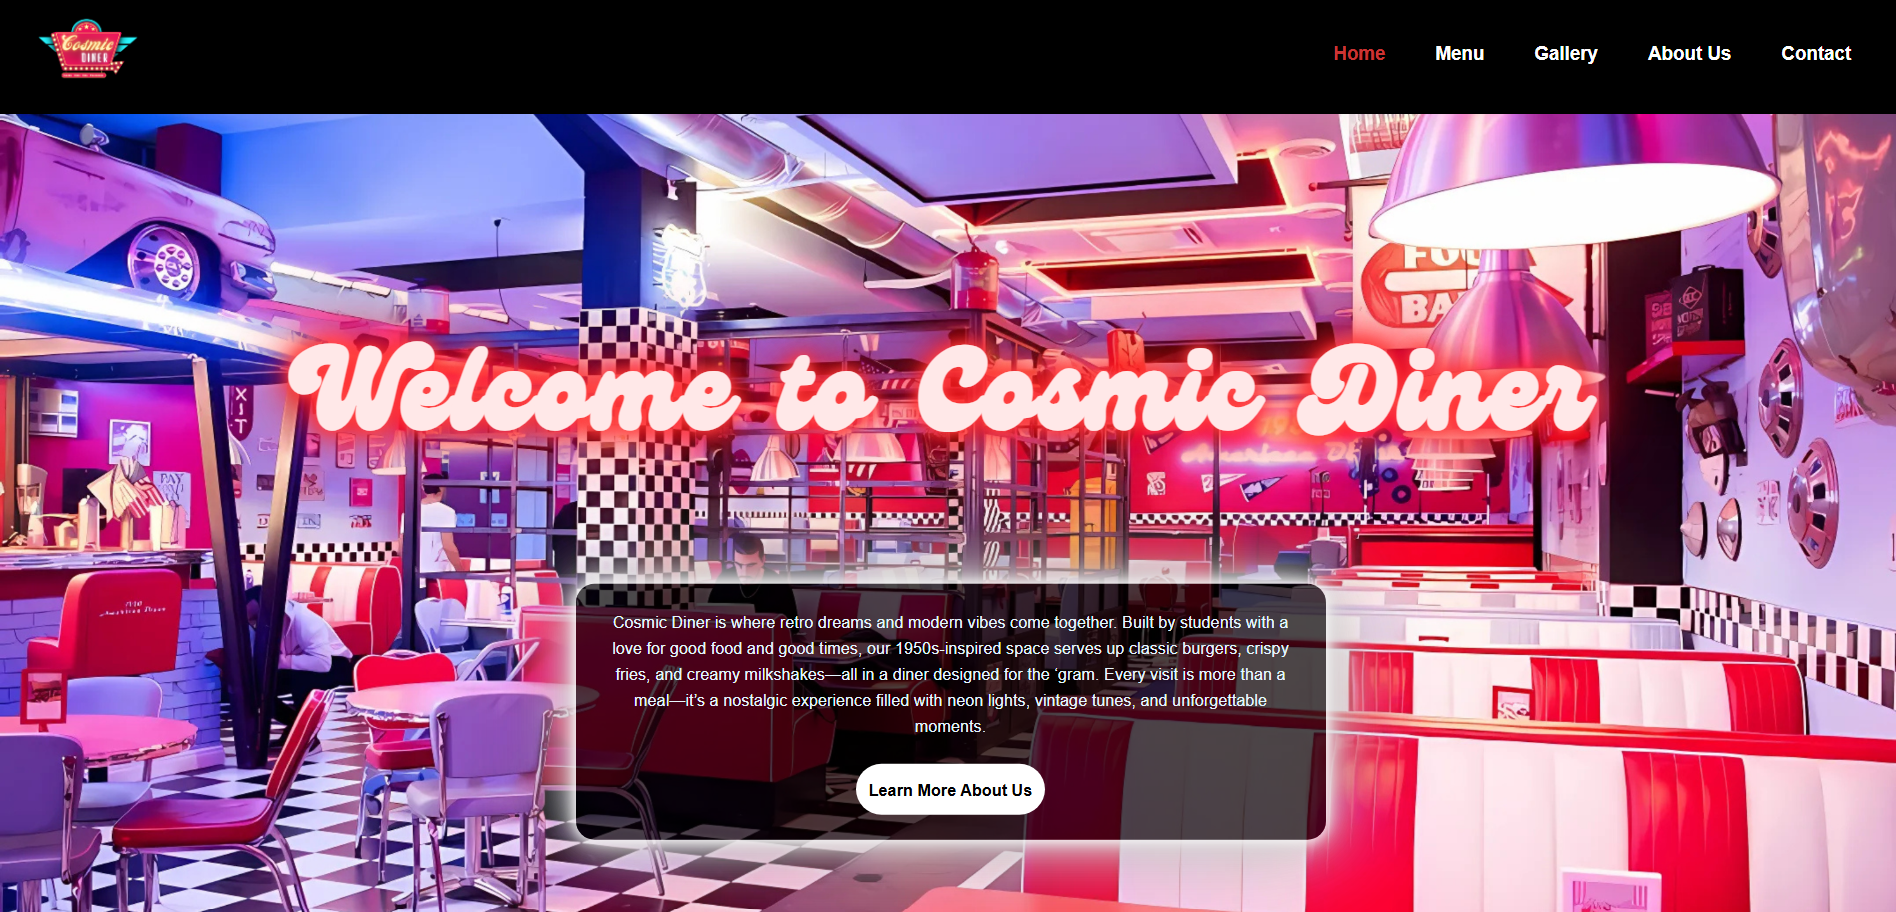 Cosmic
DINER
Home Menu Gallery About Us Contact
Welcome to Cosmic Diner
American Diner
PAY
Cosmic Diner is where retro dreams and modern vibes come together. Built by students with a
love for good food and good times, our 1950s-inspired space serves up classic burgers, crispy
fries, and creamy milkshakes—all in a diner designed for the ‘gram. Every visit is more than a
meal—it’s a nostalgic experience filled with neon lights, vintage tunes, and unforgettable
moments.
Learn More About Us